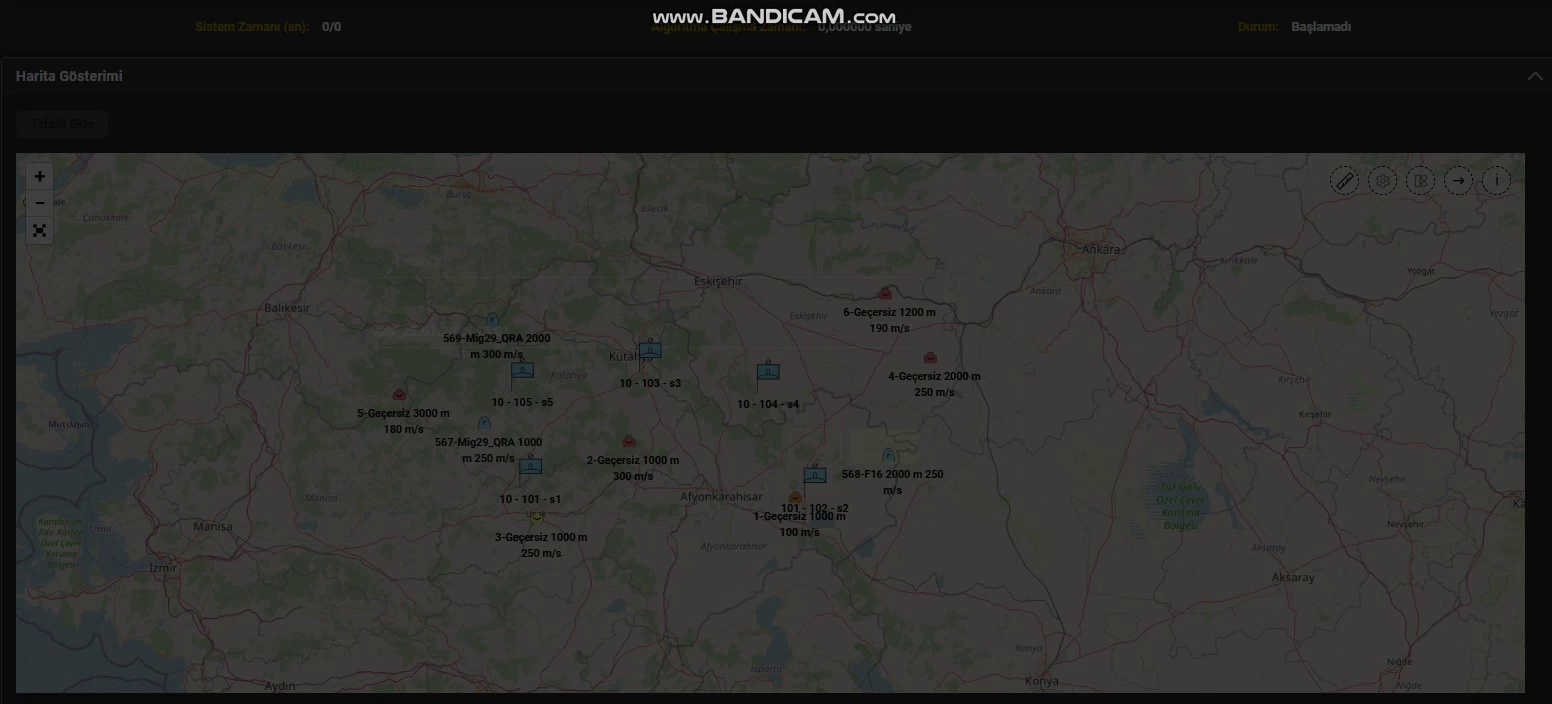 www.BANDICAM.com
Sistem Zamanı (sn): 0/0
Algoritma Çalışma Zamanı: 0,000000 saniye
Durum: Başlamadı
Harita Gösterimi
Tehdit Ekle
+
−
Çanakkale
Bursa
Bilecik
Balıkesir
Ankara
Kırıkkale
Yozgat
Eskişehir
Ankara
Balıkesir
Eskişehir
Yozgat
6-Geçersiz 1200 m
190 m/s
569-Mig29_QRA 2000
m 300 m/s
Kütahya
Kütahya
10 - 103 - s3
4-Geçersiz 2000 m
250 m/s
Kırşehir
10 - 105 - s5
10 - 104 - s4
5-Geçersiz 3000 m
180 m/s
Kırşehir
567-Mig29_QRA 1000
m 250 m/s
2-Geçersiz 1000 m
300 m/s
568-F16 2000 m 250
m/s
Nevşehir
Tuz Gölü
Özel Çevre
Koruma
Bölgesi
Manisa
10 - 101 - s1
Afyonkarahisar
101 - 102 - s2
1-Geçersiz 1000 m
100 m/s
Uşak
Karaburun
Ildır Körfezi
Özel Çevre
Koruma
Bölgesi
İzmir
Manisa
Nevşehir
3-Geçersiz 1000 m
250 m/s
Afyonkarahisar
Aksaray
İzmir
Aksaray
Konya
Isparta
Niğde
Konya
Aydın
Niğde